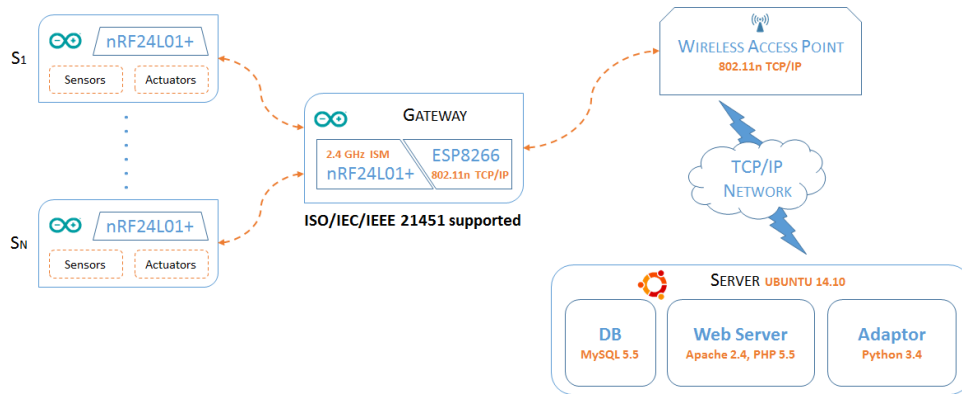 S1
nRF24L01+
Sensors
Actuators
SN
nRF24L01+
Sensors
Actuators
GATEWAY
2.4 GHz ISM
nRF24L01+
ESP8266
802.11n TCP/IP
ISO/IEC/IEEE 21451 supported
WIRELESS ACCESS POINT
802.11n TCP/IP
TCP/IP
NETWORK
SERVER UBUNTU 14.10
DB
MySQL 5.5
Web Server
Apache 2.4, PHP 5.5
Adaptor
Python 3.4